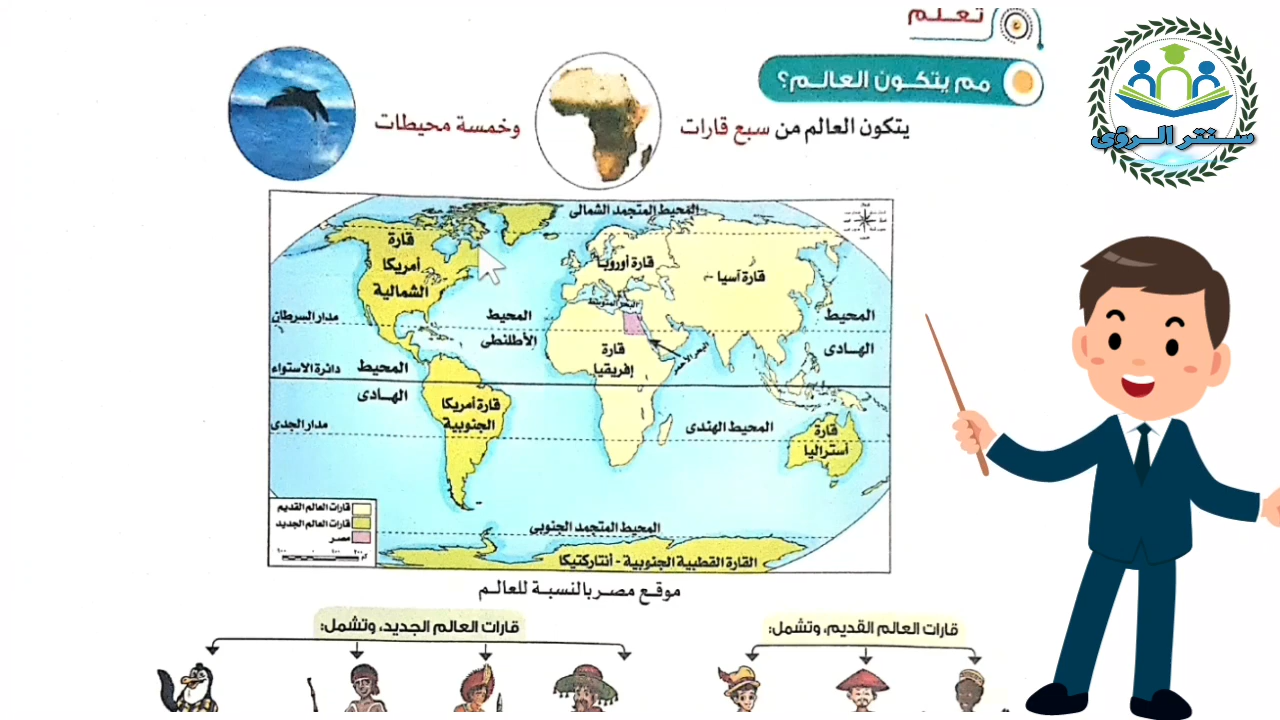 تعلم
مم يتكون العالم؟
سنتر الرؤى
يتكون العالم من سبع قارات
وخمسة محيطات
المحيط المتجمد الشمالى
قارة أمريكا الشمالية
قارة أوروبا
قارة آسيا
البحر المتوسط
مدار السرطان
المحيط الأطلنطى
المحيط الهادى
قارة إفريقيا
البحر الأحمر
دائرة الاستواء
المحيط الهادى
قارة أمريكا الجنوبية
مدار الجدى
المحيط الهندى
قارة أستراليا
قارات العالم القديم
قارات العالم الجديد
مصر
المحيط المتجمد الجنوبى
القارة القطبية الجنوبية - أنتاركتيكا
موقع مصر بالنسبة للعالم
قارات العالم القديم، وتشمل:
قارات العالم الجديد، وتشمل: